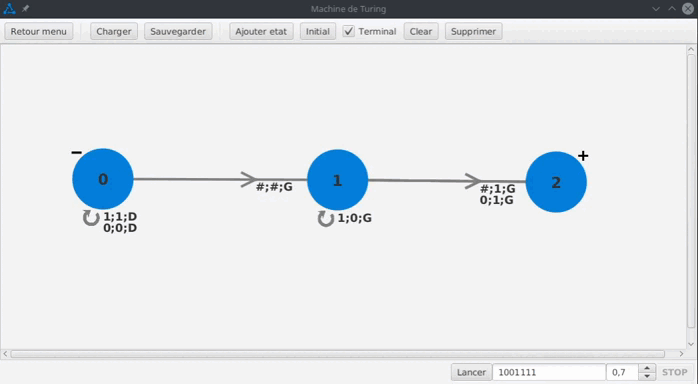 Machine de Turing
Retour menu Charger Sauvegarder Ajouter etat Initial Terminal Clear Supprimer
− +
0 1 2
#;#;G #;1;G
0;1;G
1;1;D 1;0;G
0;0;D
Lancer 1001111 0,7 STOP